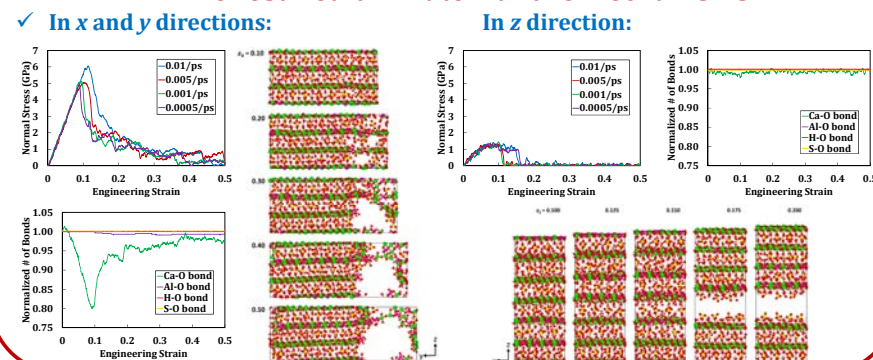 ✓ In x and y directions:
In z direction:
Normal Stress (GPa)
7
6
5
4
3
2
1
0
0.01/ps
0.005/ps
0.001/ps
0.0005/ps
0 0.1 0.2 0.3 0.4 0.5
Engineering Strain
Normalized # of Bonds
1.05
1.00
0.95
0.90
0.85
0.80
0.75
Ca-O bond
Al-O bond
H-O bond
S-O bond
0 0.1 0.2 0.3 0.4 0.5
Engineering Strain
= 0.10
0.20
0.30
0.40
0.50
Normal Stress (GPa)
7
6
5
4
3
2
1
0
0.01/ps
0.005/ps
0.001/ps
0.0005/ps
0 0.1 0.2 0.3 0.4 0.5
Engineering Strain
Normalized # of Bonds
1.05
1.00
0.95
0.90
0.85
0.80
0.75
Ca-O bond
Al-O bond
H-O bond
S-O bond
0 0.1 0.2 0.3 0.4 0.5
Engineering Strain
= 0.100 0.125 0.150 0.175 0.200